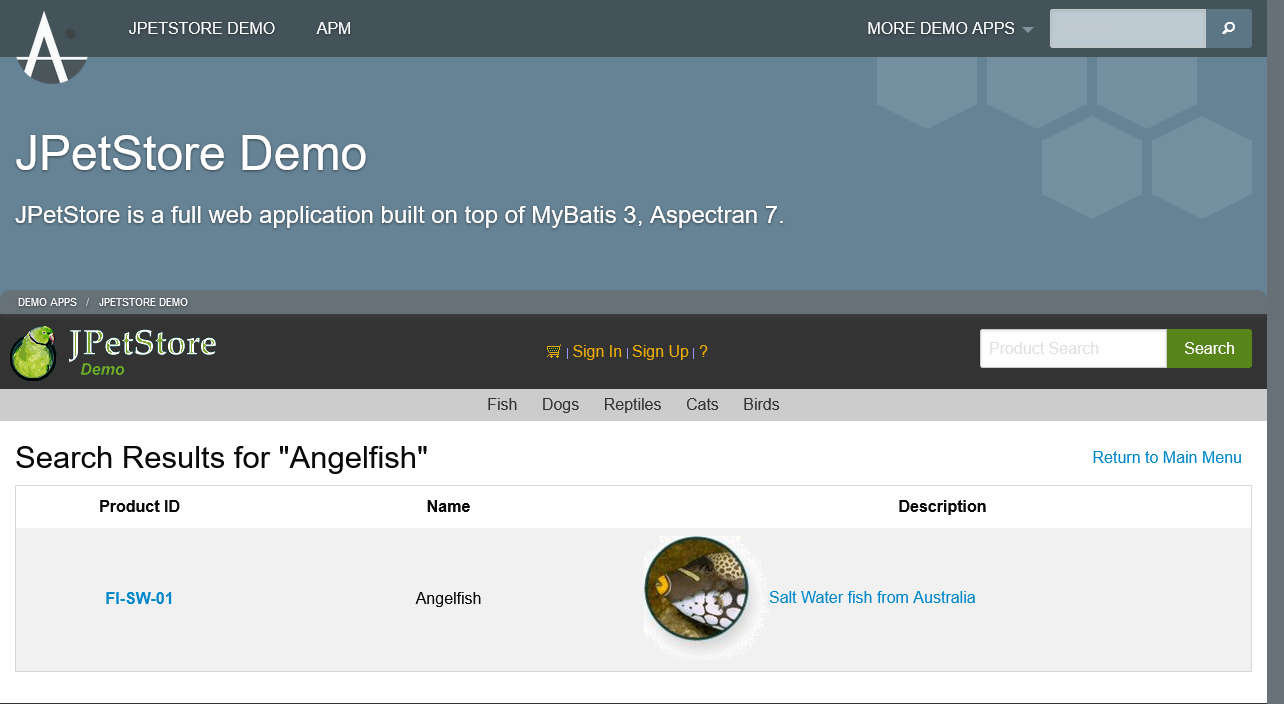 JPETSTORE DEMO APM MORE DEMO APPS
JPetStore Demo
JPetStore is a full web application built on top of MyBatis 3, Aspectran 7.
DEMO APPS / JPETSTORE DEMO
JPetStore
Demo
| Sign In | Sign Up | ?
Product Search Search
Fish Dogs Reptiles Cats Birds
Search Results for "Angelfish"
Return to Main Menu
Product ID Name Description
FI-SW-01 Angelfish Salt Water fish from Australia